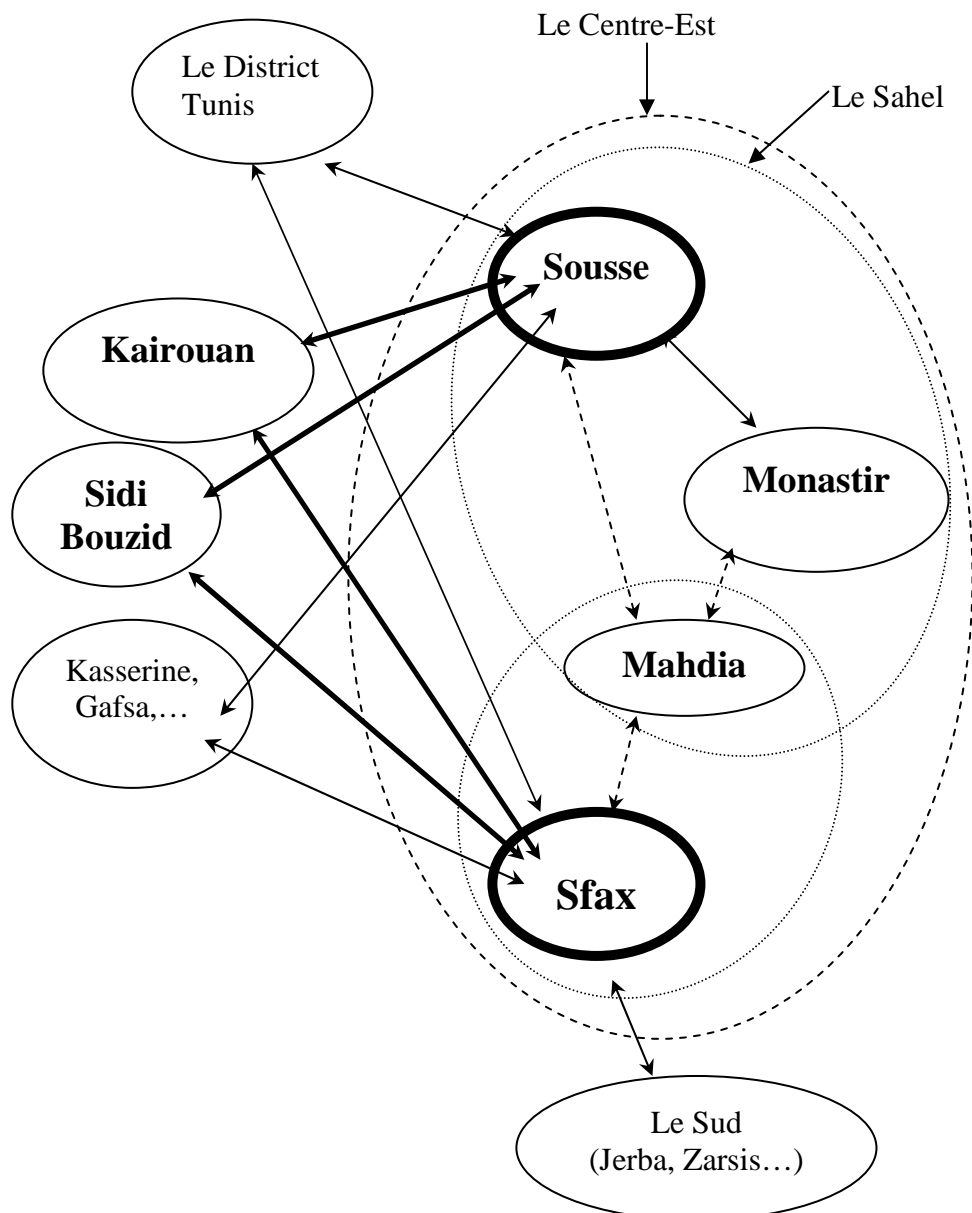 Le Centre-Est
Le District
Tunis
Le Sahel
Sousse
Kairouan
Monastir
Sidi
Bouzid
Kasserine,
Gafsa,…
Mahdia
Sfax
Le Sud
(Jerba, Zarsis…)